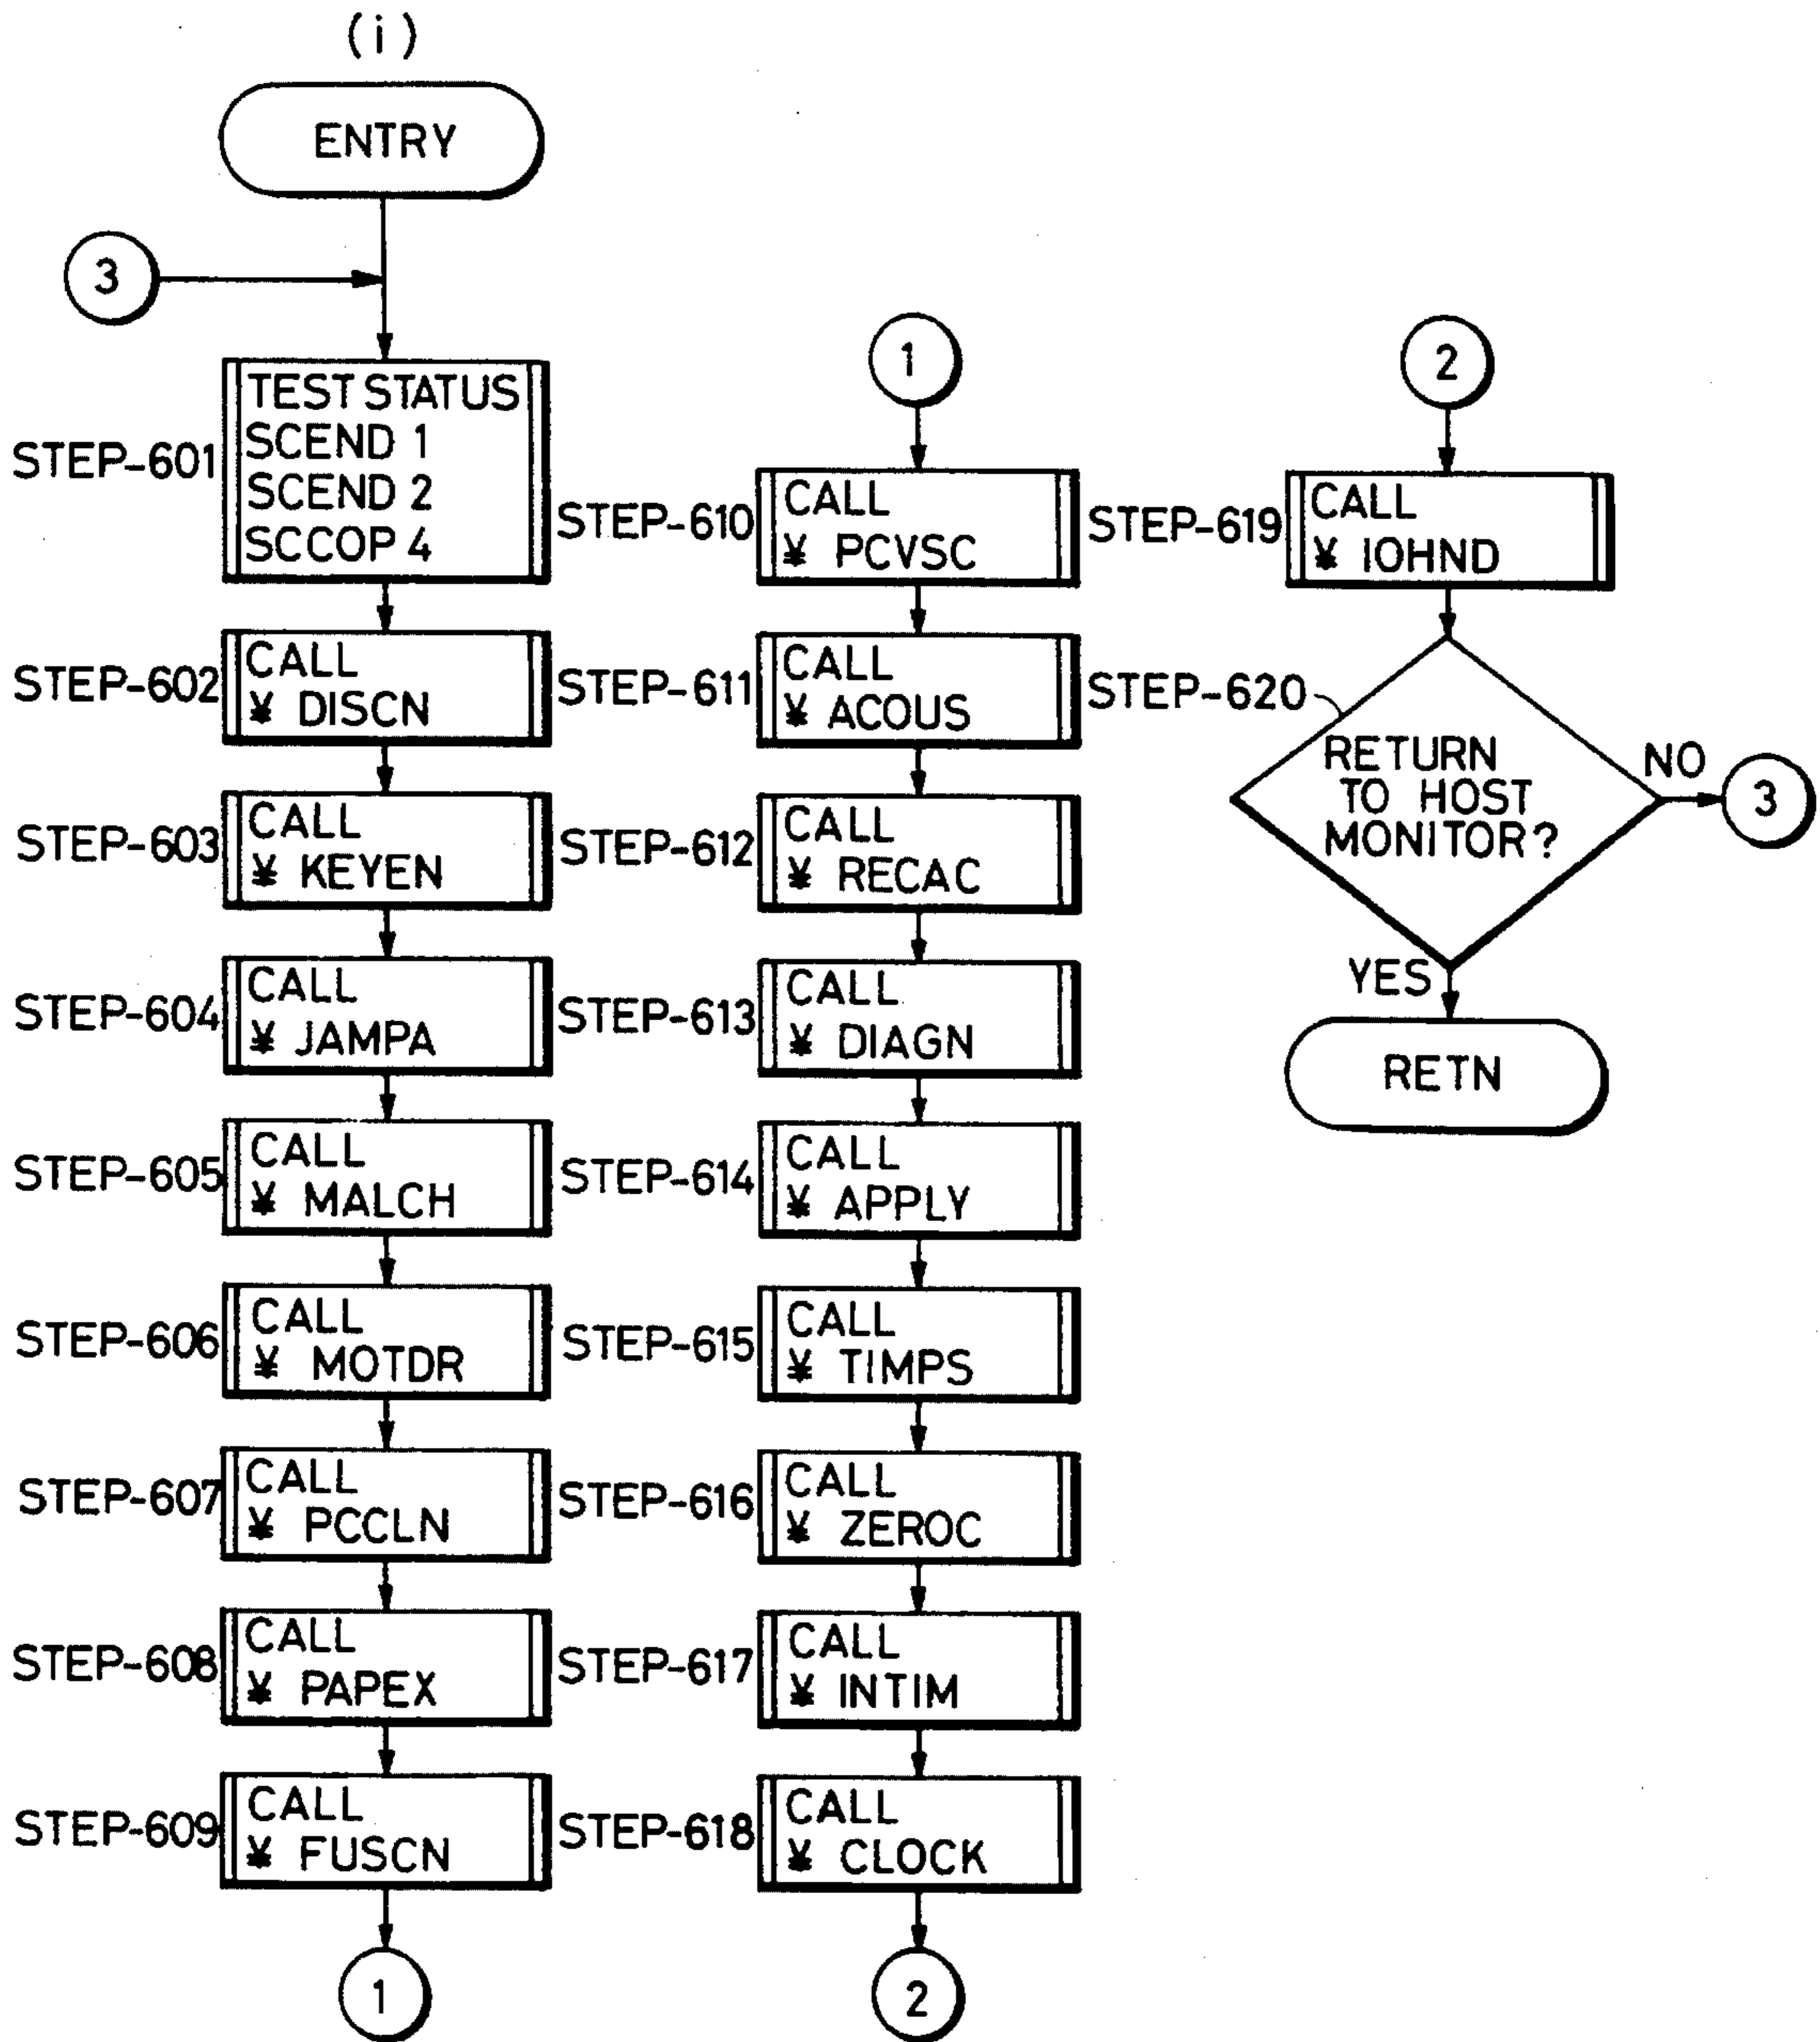 (i)
ENTRY
3
STEP-601
TEST STATUS
SCEND 1
SCEND 2
SCCOP 4
STEP-602
CALL
¥ DISCN
STEP-603
CALL
¥ KEYEN
STEP-604
CALL
¥ JAMPA
STEP-605
CALL
¥ MALCH
STEP-606
CALL
¥ MOTDR
STEP-607
CALL
¥ PCCLN
STEP-608
CALL
¥ PAPEX
STEP-609
CALL
¥ FUSCN
1
1
STEP-610
CALL
¥ PCVSC
STEP-611
CALL
¥ ACOUS
STEP-612
CALL
¥ RECAC
STEP-613
CALL
¥ DIAGN
STEP-614
CALL
¥ APPLY
STEP-615
CALL
¥ TIMPS
STEP-616
CALL
¥ ZEROC
STEP-617
CALL
¥ INTIM
STEP-618
CALL
¥ CLOCK
2
2
STEP-619
CALL
¥ IOHND
STEP-620
RETURN
TO HOST
MONITOR?
NO
3
YES
RETN